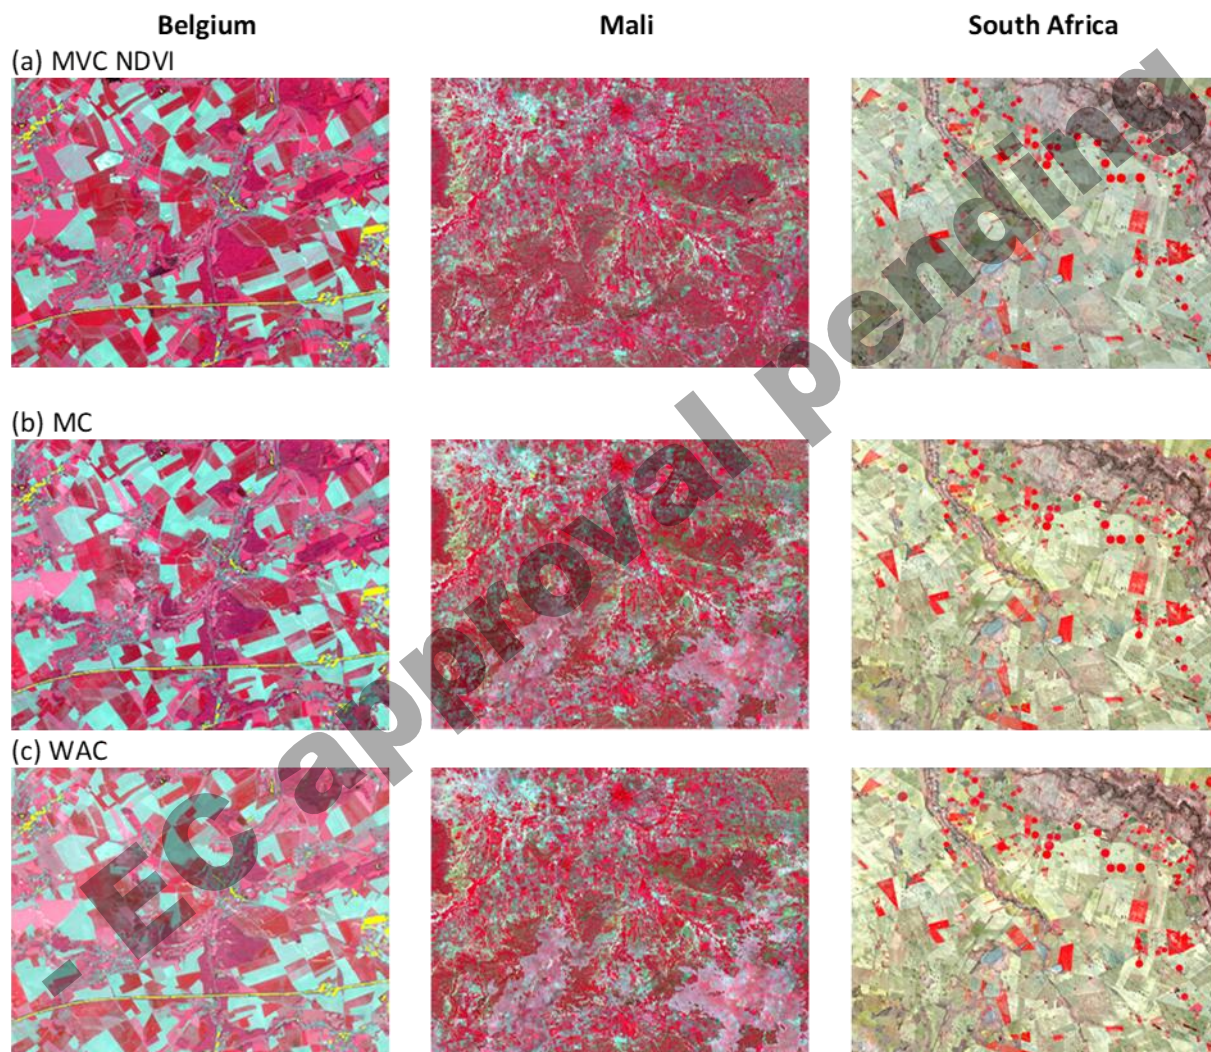 Belgium Mali South Africa
(a) MVC NDVI
(b) MC
(c) WAC
- EC approval pending